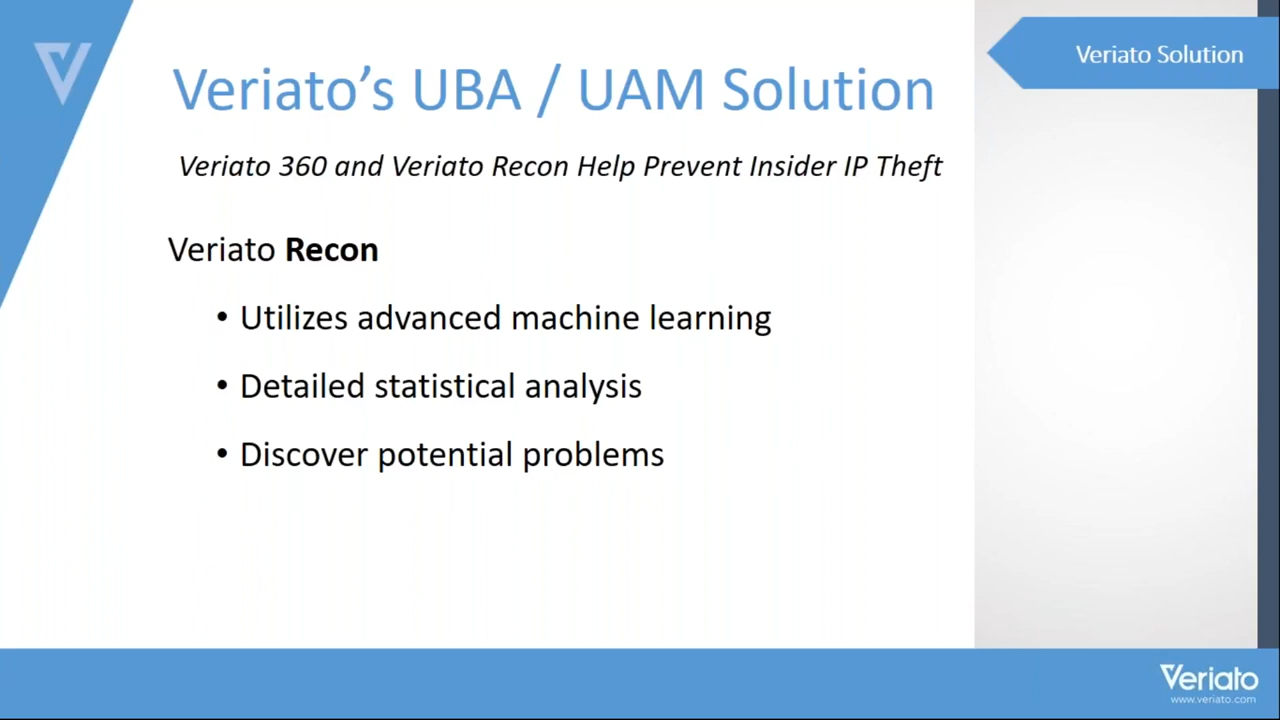 Veriato Solution
Veriato's UBA / UAM Solution
Veriato 360 and Veriato Recon Help Prevent Insider IP Theft
Veriato Recon
• Utilizes advanced machine learning
• Detailed statistical analysis
• Discover potential problems
Veriato
www.veriato.com